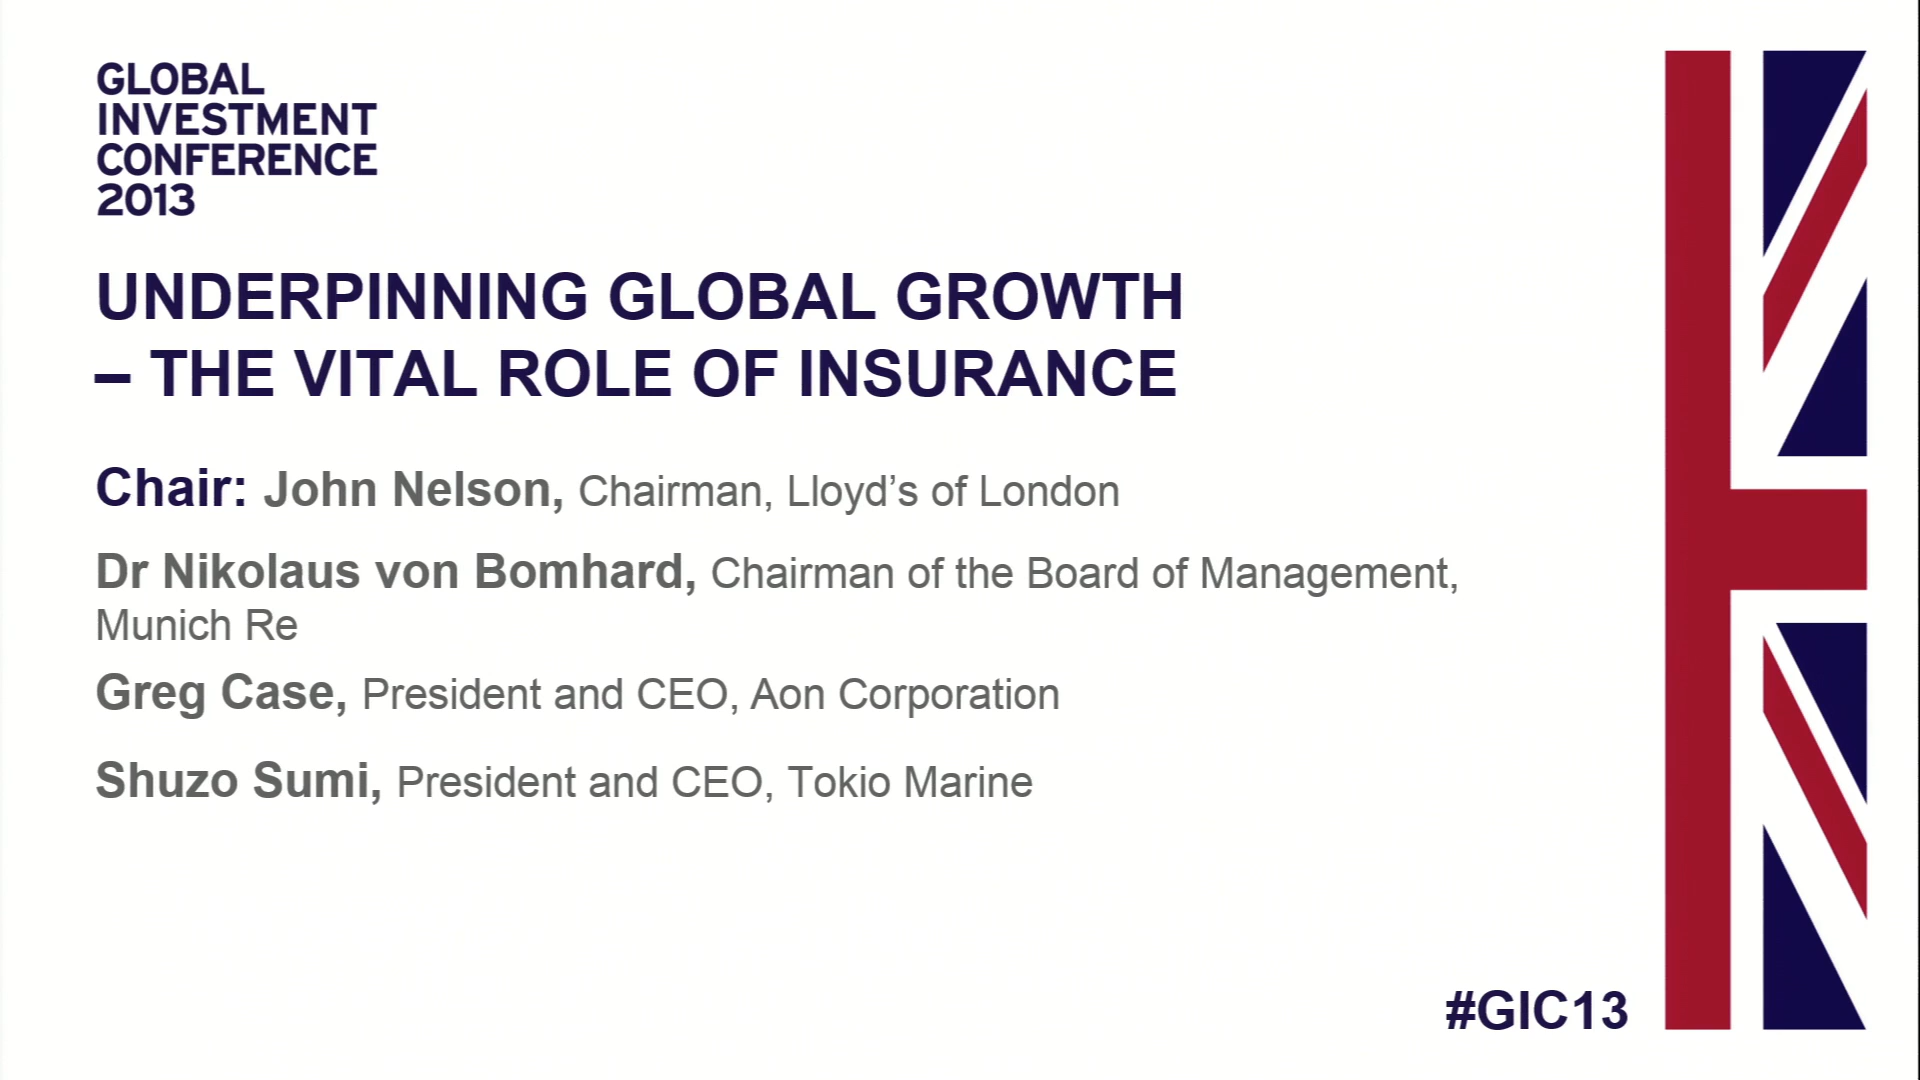 GLOBAL
INVESTMENT
CONFERENCE
2013
UNDERPINNING GLOBAL GROWTH
– THE VITAL ROLE OF INSURANCE
Chair: John Nelson, Chairman, Lloyd’s of London
Dr Nikolaus von Bomhard, Chairman of the Board of Management,
Munich Re
Greg Case, President and CEO, Aon Corporation
Shuzo Sumi, President and CEO, Tokio Marine
#GIC13